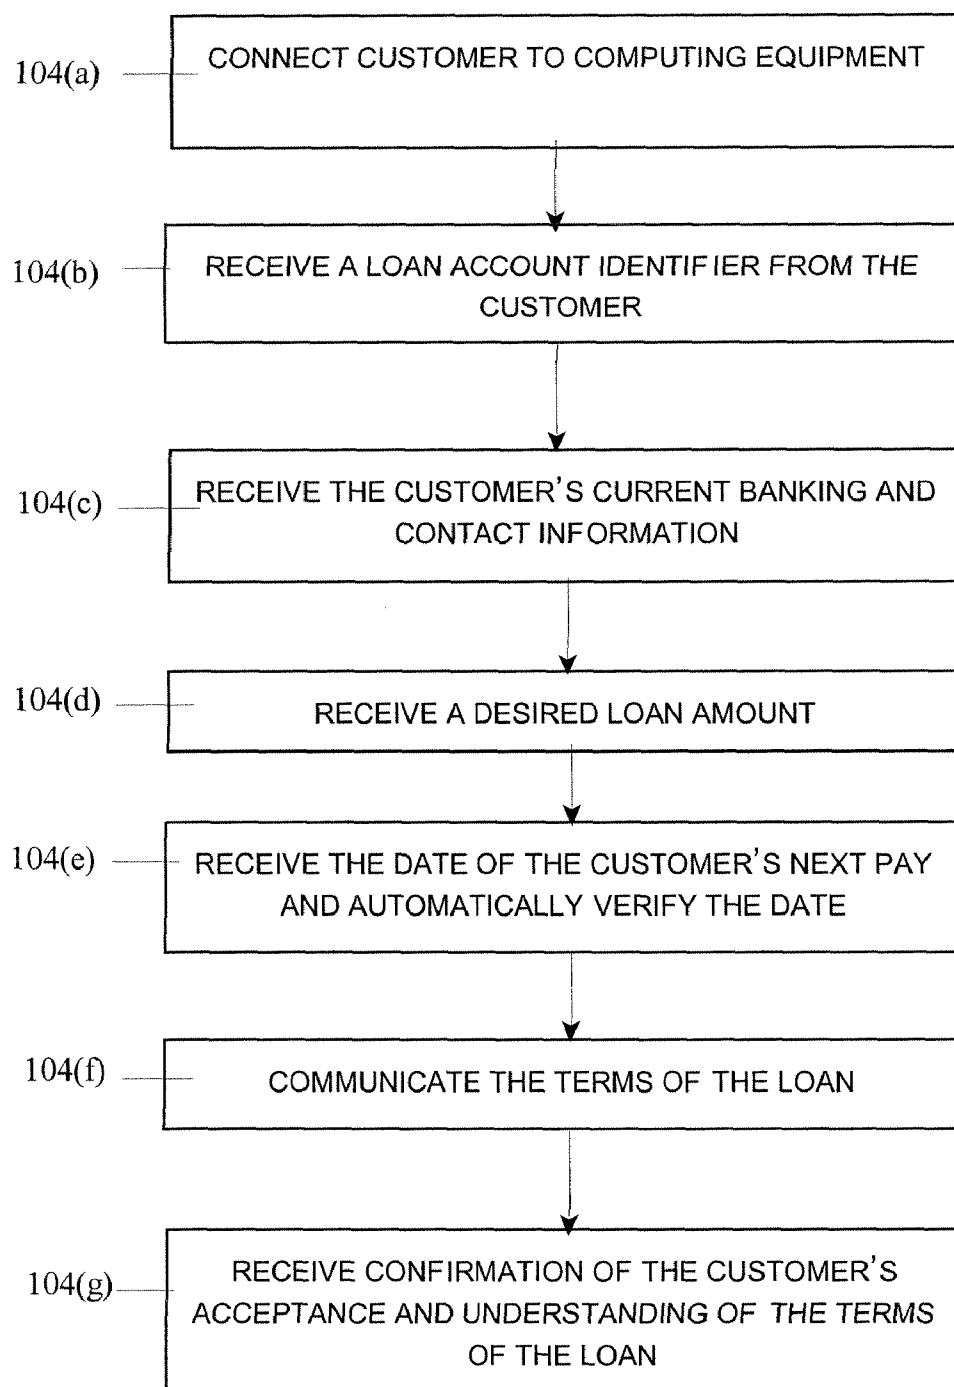 104(a)
CONNECT CUSTOMER TO COMPUTING EQUIPMENT
104(b)
RECEIVE A LOAN ACCOUNT IDENTIFIER FROM THE
CUSTOMER
104(c)
RECEIVE THE CUSTOMER'S CURRENT BANKING AND
CONTACT INFORMATION
104(d)
RECEIVE A DESIRED LOAN AMOUNT
104(e)
RECEIVE THE DATE OF THE CUSTOMER'S NEXT PAY
AND AUTOMATICALLY VERIFY THE DATE
104(f)
COMMUNICATE THE TERMS OF THE LOAN
104(g)
RECEIVE CONFIRMATION OF THE CUSTOMER'S
ACCEPTANCE AND UNDERSTANDING OF THE TERMS
OF THE LOAN